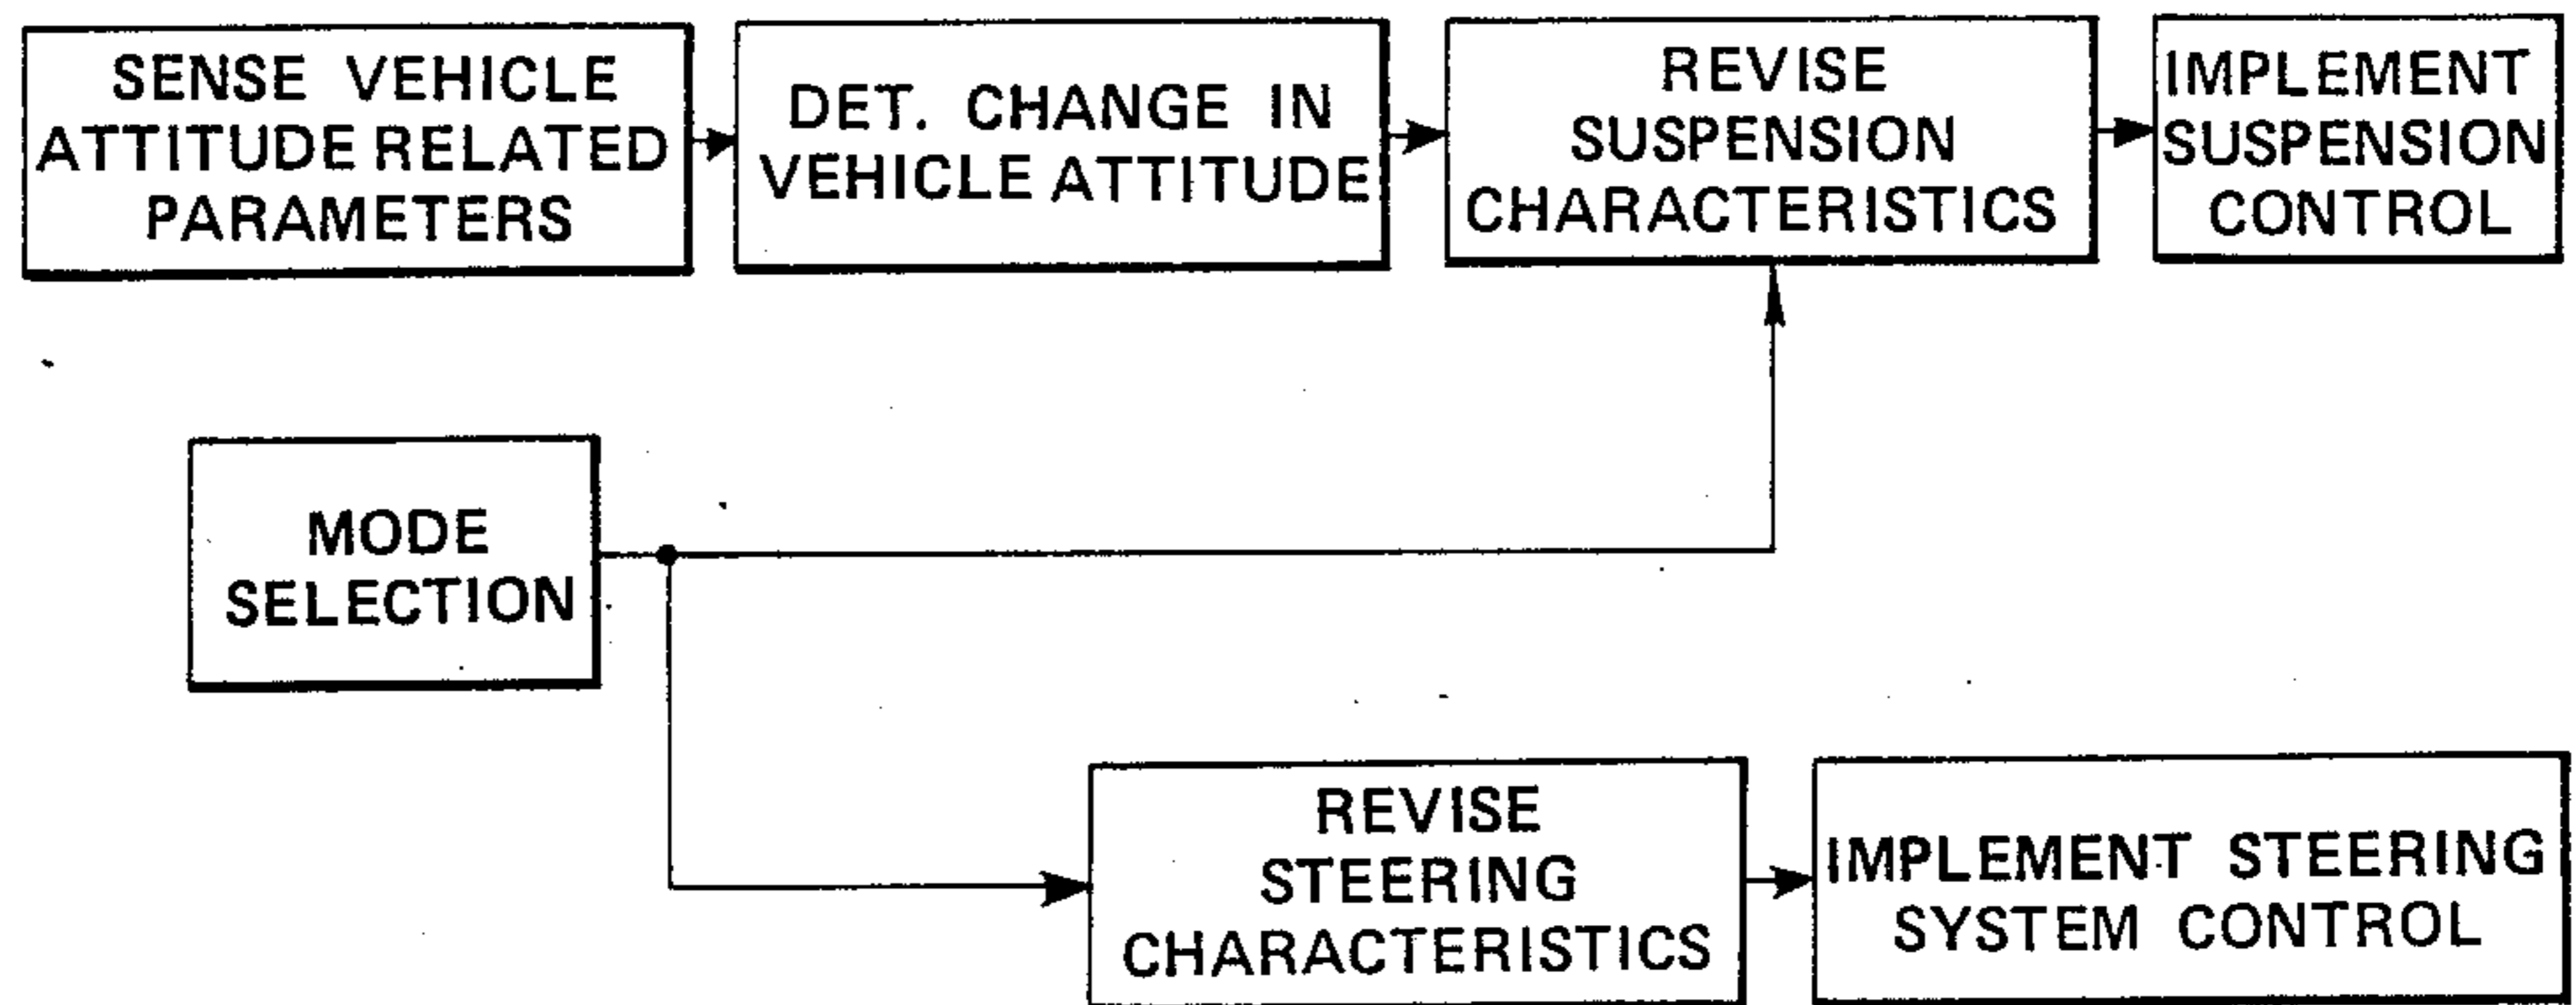 SENSE VEHICLE
ATTITUDE RELATED
PARAMETERS
DET. CHANGE IN
VEHICLE ATTITUDE
REVISE
SUSPENSION
CHARACTERISTICS
IMPLEMENT
SUSPENSION
CONTROL
MODE
SELECTION
REVISE
STEERING
CHARACTERISTICS
IMPLEMENT STEERING
SYSTEM CONTROL